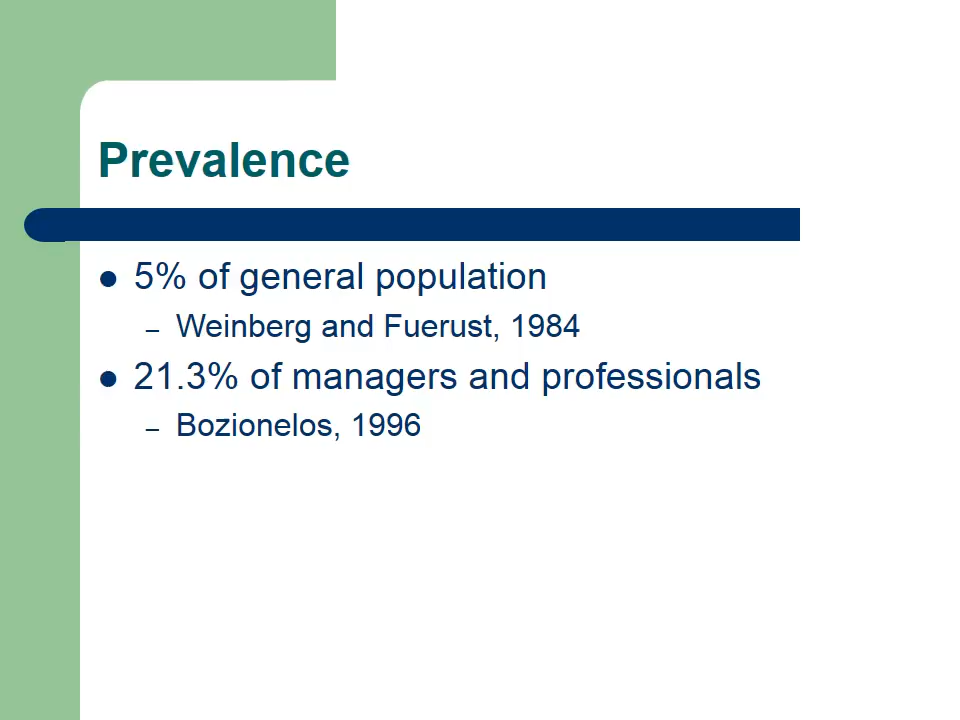 Prevalence
● 5% of general population
– Weinberg and Fuerust, 1984
● 21.3% of managers and professionals
– Bozionelos, 1996